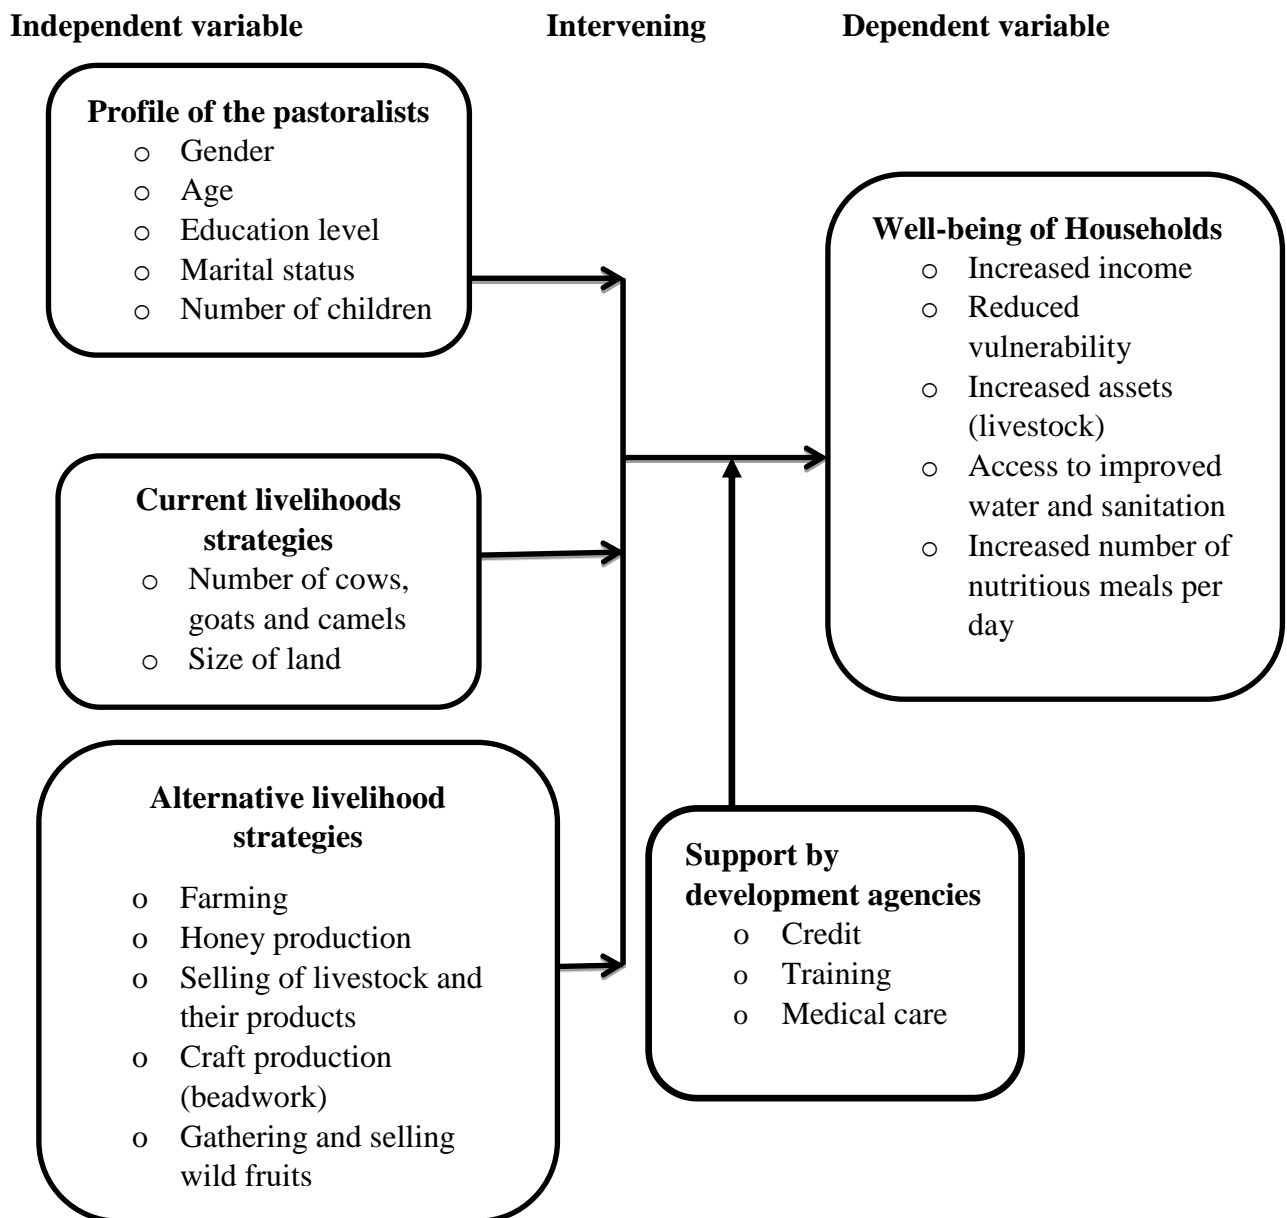 Independent variable
Intervening
Dependent variable
Profile of the pastoralists
o Gender
o Age
o Education level
o Marital status
o Number of children
Current livelihoods
strategies
o Number of cows,
goats and camels
o Size of land
Alternative livelihood
strategies
o Farming
o Honey production
o Selling of livestock and
their products
o Craft production
(beadwork)
o Gathering and selling
wild fruits
Support by
development agencies
o Credit
o Training
o Medical care
Well-being of Households
o Increased income
o Reduced
vulnerability
o Increased assets
(livestock)
o Access to improved
water and sanitation
o Increased number of
nutritious meals per
day